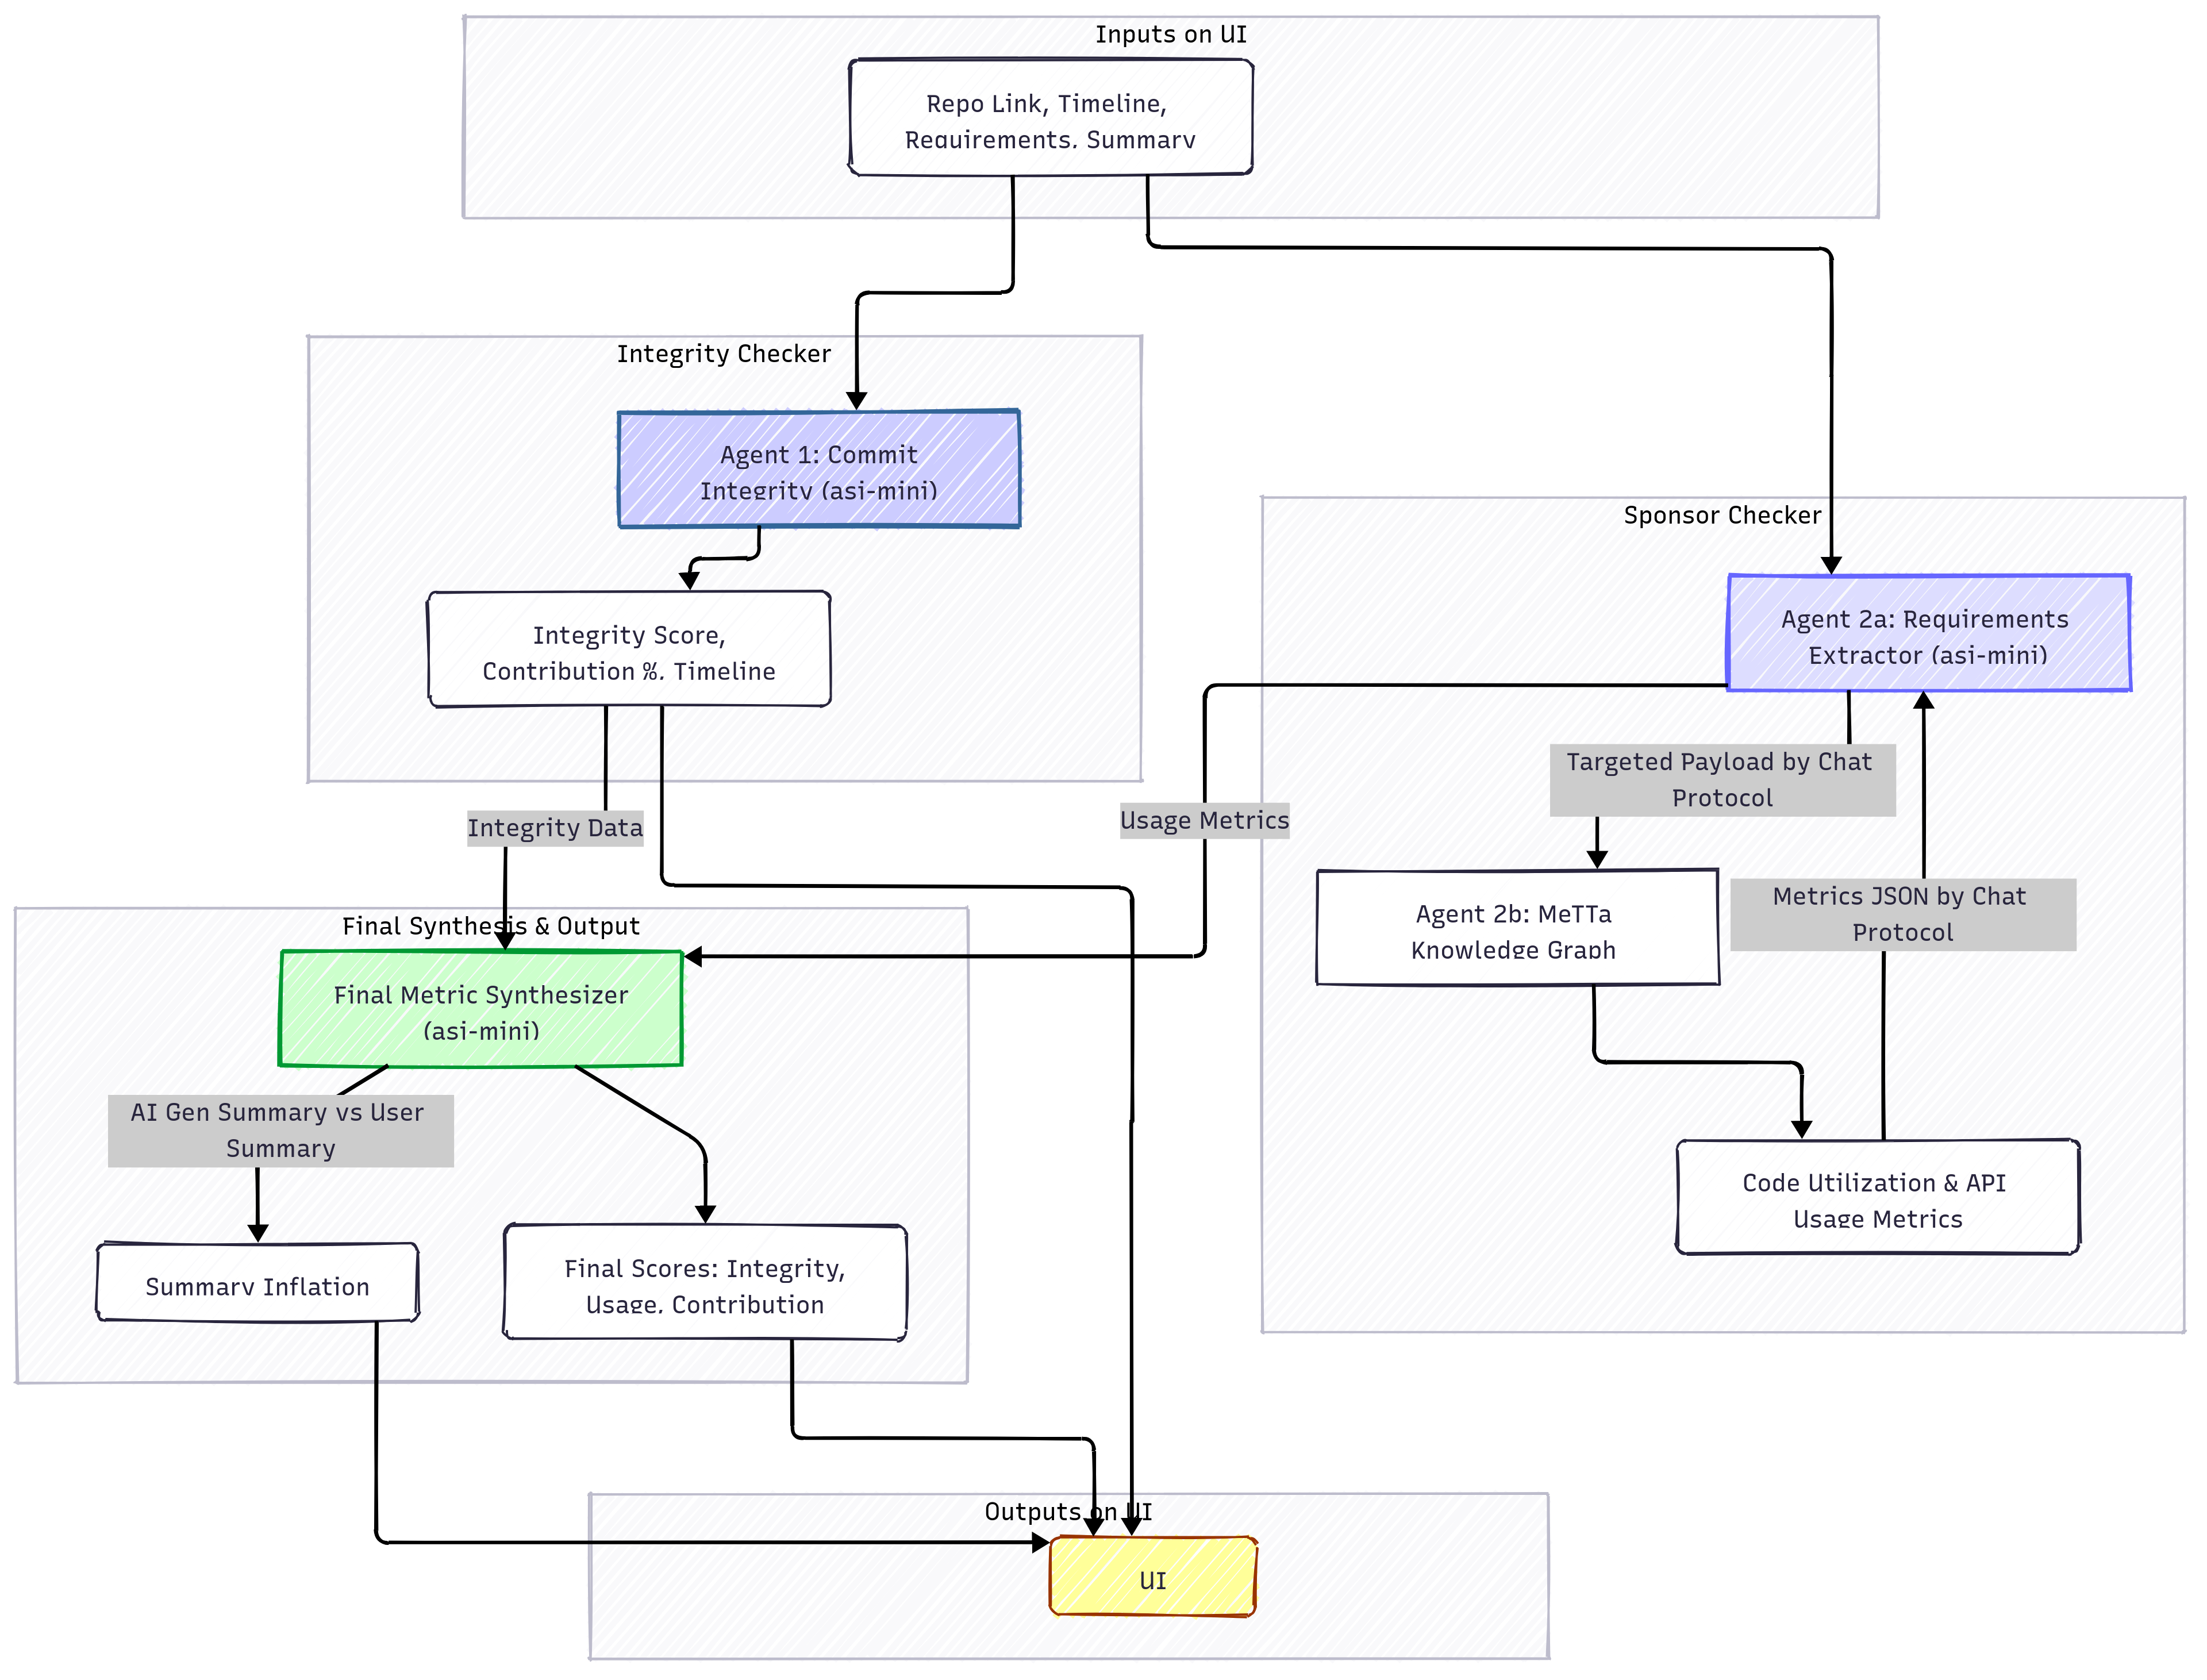 Inputs on UI
Repo Link, Timeline,
Requirements, Summary
Integrity Checker
Agent 1: Commit
Integrity (asi-mini)
Integrity Score,
Contribution %, Timeline
Sponsor Checker
Agent 2a: Requirements
Extractor (asi-mini)
Targeted Payload by Chat
Protocol
Usage Metrics
Integrity Data
Agent 2b: MeTTa
Knowledge Graph
Metrics JSON by Chat
Protocol
Code Utilization & API
Usage Metrics
Final Synthesis & Output
Final Metric Synthesizer
(asi-mini)
AI Gen Summary vs User
Summary
Summary Inflation
Final Scores: Integrity,
Usage, Contribution
Outputs on UI
UI